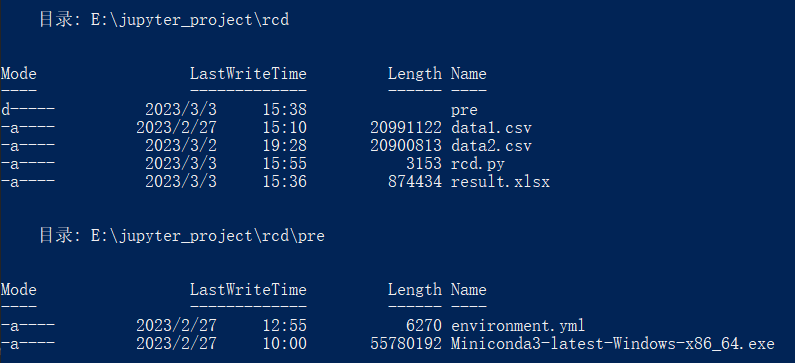 目录: E:\jupyter_project\rcd
Mode                LastWriteTime         Length Name
----                -------------         ------ ----
d-----         2023/3/3     15:38                pre
-a----        2023/2/27     15:10       20991122 data1.csv
-a----         2023/3/2     19:28       20900813 data2.csv
-a----         2023/3/3     15:55           3153 rcd.py
-a----         2023/3/3     15:36         874434 result.xlsx
目录: E:\jupyter_project\rcd\pre
Mode                LastWriteTime         Length Name
----                -------------         ------ ----
-a----        2023/2/27     12:55           6270 environment.yml
-a----        2023/2/27     10:00       55780192 Miniconda3-latest-Windows-x86_64.exe